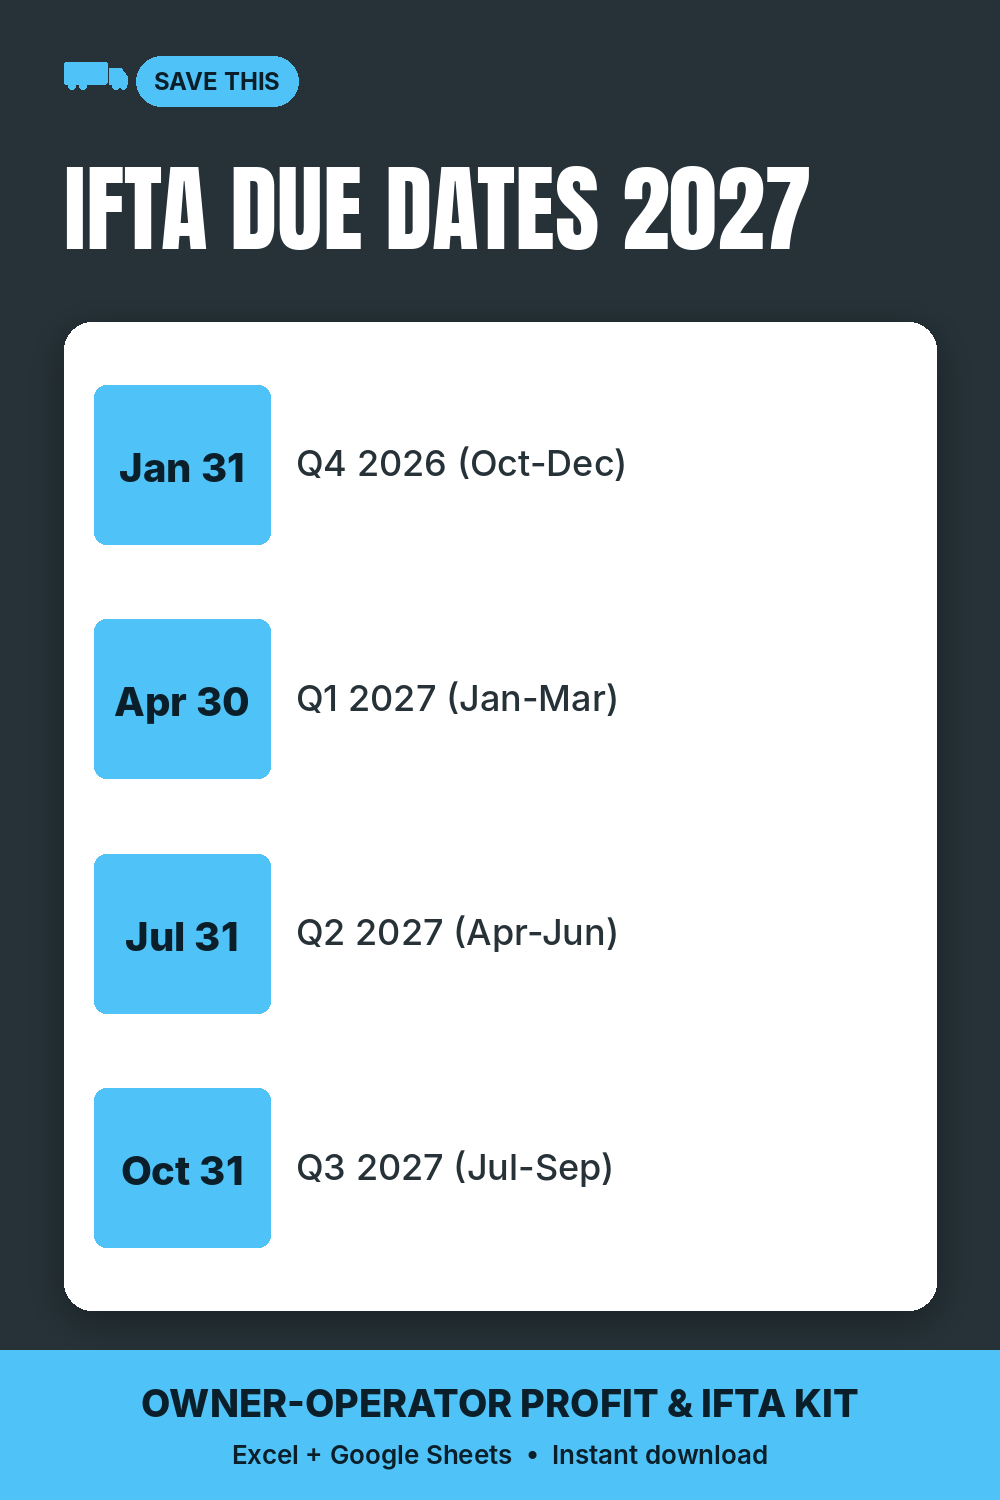 SAVE THIS
IFTA DUE DATES 2027
Jan 31
Q4 2026 (Oct-Dec)
Apr 30
Q1 2027 (Jan-Mar)
Jul 31
Q2 2027 (Apr-Jun)
Oct 31
Q3 2027 (Jul-Sep)
OWNER-OPERATOR PROFIT & IFTA KIT
Excel + Google Sheets • Instant download